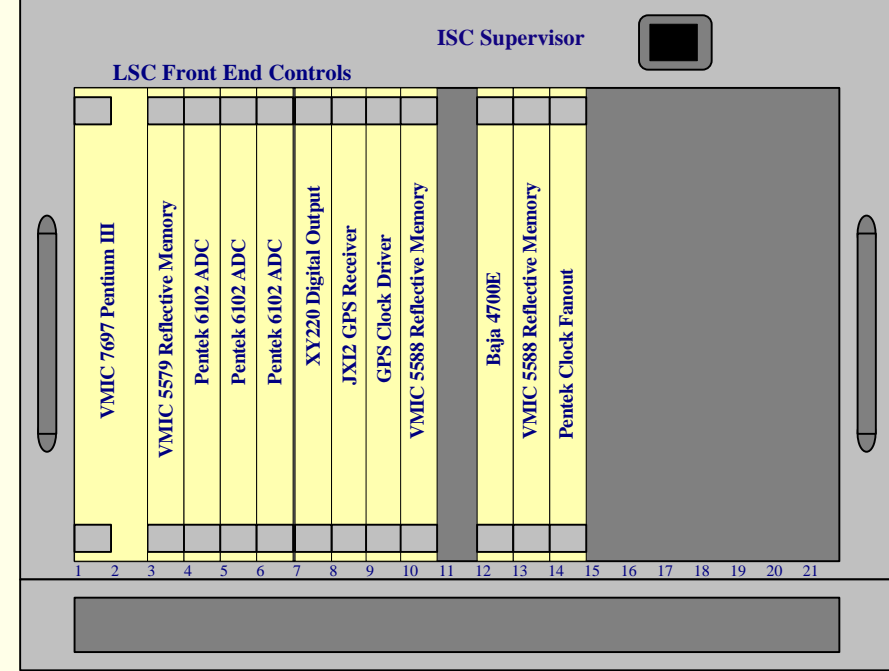 ISC Supervisor
LSC Front End Controls
VMIC 7697 Pentium III
VMIC 5579 Reflective Memory
Pentek 6102 ADC
Pentek 6102 ADC
Pentek 6102 ADC
XY220 Digital Output
JXI2 GPS Receiver
GPS Clock Driver
VMIC 5588 Reflective Memory
Baja 4700E
VMIC 5588 Reflective Memory
Pentek Clock Fanout
1 2 3 4 5 6 7 8 9 10 11 12 13 14 15 16 17 18 19 20 21